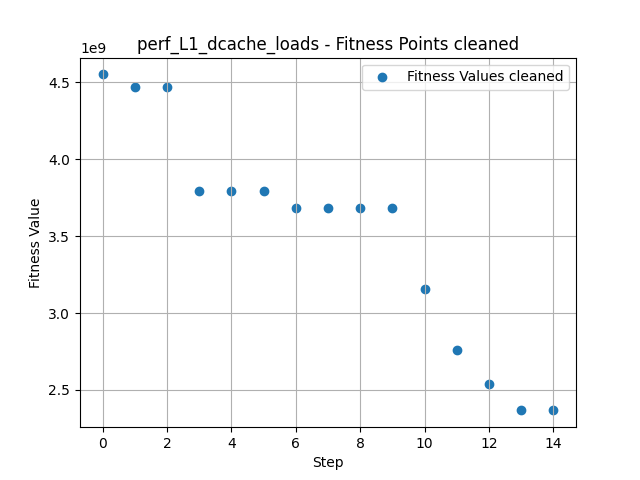 perf_L1_dcache_loads - Fitness Points cleaned
1e9
Fitness Values cleaned
4.5
4.0
3.5
3.0
2.5
Fitness Value
0 2 4 6 8 10 12 14
Step